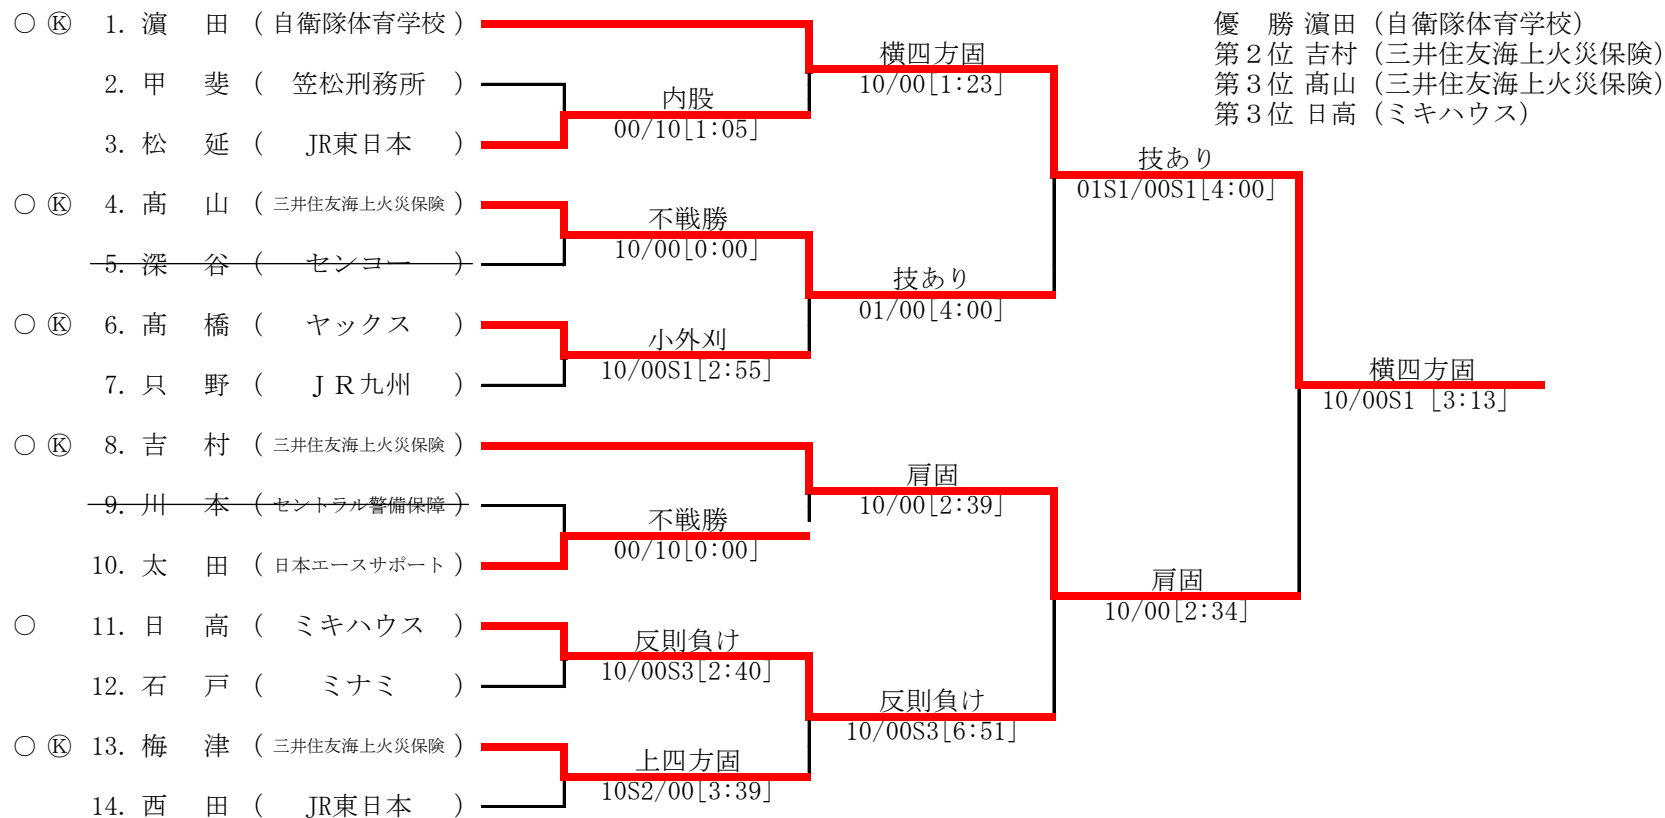 ○ Ⓚ 1. 濵 田 ( 自衛隊体育学校 )
2. 甲 斐 ( 笠松刑務所 )
3. 松 延 ( JR東日本 )
○ Ⓚ 4. 髙 山 ( 三井住友海上火災保険 )
5. 深 谷 ( センコー )
○ Ⓚ 6. 髙 橋 ( ヤックス )
7. 只 野 ( ＪＲ九州 )
○ Ⓚ 8. 吉 村 ( 三井住友海上火災保険 )
9. 川 本 ( セントラル警備保障 )
10. 太 田 ( 日本エースサポート )
○ 11. 日 高 ( ミキハウス )
12. 石 戸 ( ミナミ )
○ Ⓚ 13. 梅 津 ( 三井住友海上火災保険 )
14. 西 田 ( JR東日本 )
内股
00/10[1:05]
不戦勝
10/00[0:00]
小外刈
10/00S1[2:55]
不戦勝
00/10[0:00]
反則負け
10/00S3[2:40]
上四方固
10S2/00[3:39]
横四方固
10/00[1:23]
技あり
01/00[4:00]
肩固
10/00[2:39]
反則負け
10/00S3[6:51]
技あり
01S1/00S1[4:00]
肩固
10/00[2:34]
横四方固
10/00S1 [3:13]
優 勝 濵田（自衛隊体育学校）
第２位 吉村（三井住友海上火災保険）
第３位 髙山（三井住友海上火災保険）
第３位 日高（ミキハウス）